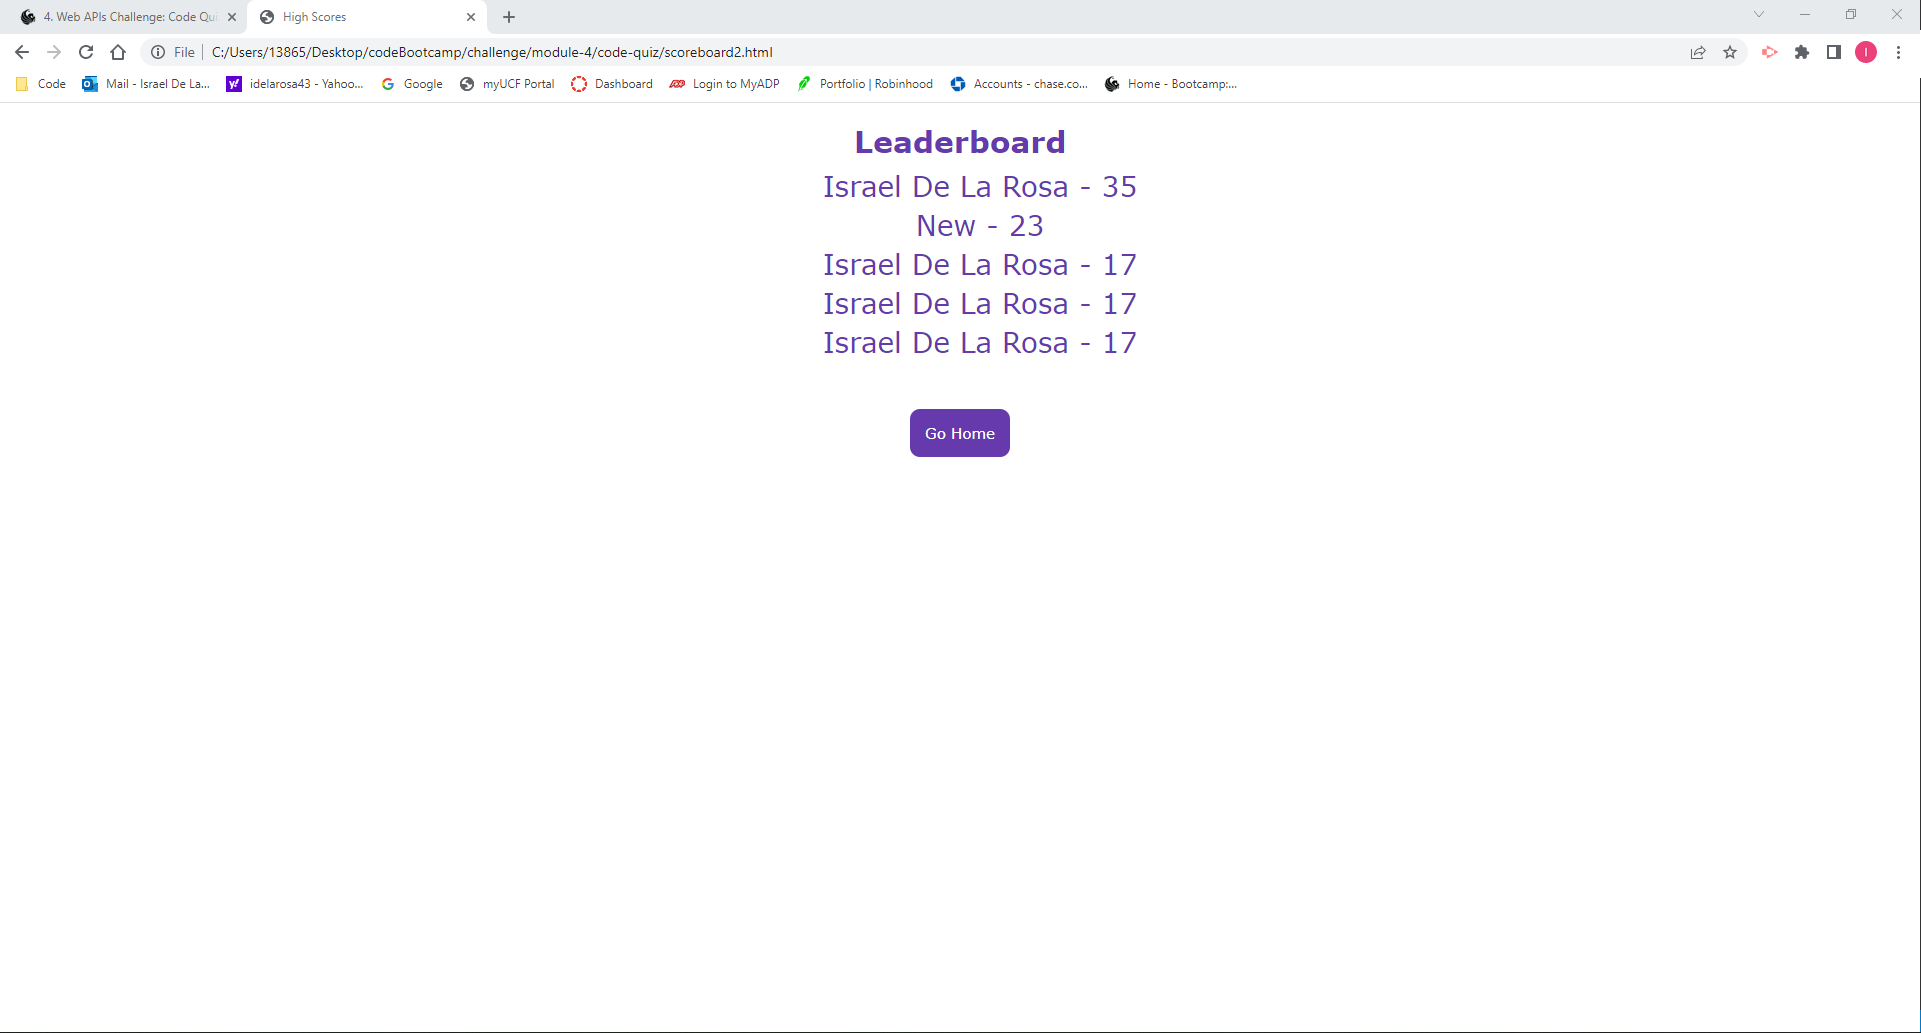 4. Web APIs Challenge: Code Qui
High Scores
File
C:/Users/13865/Desktop/codeBootcamp/challenge/module-4/code-quiz/scoreboard2.html
I
Code
Mail - Israel De La...
idelarosa43 - Yahoo...
Google
myUCF Portal
Dashboard
Login to MyADP
Portfolio | Robinhood
Accounts - chase.co...
Home - Bootcamp:...
Leaderboard
Israel De La Rosa - 35
New - 23
Israel De La Rosa - 17
Israel De La Rosa - 17
Israel De La Rosa - 17
Go Home